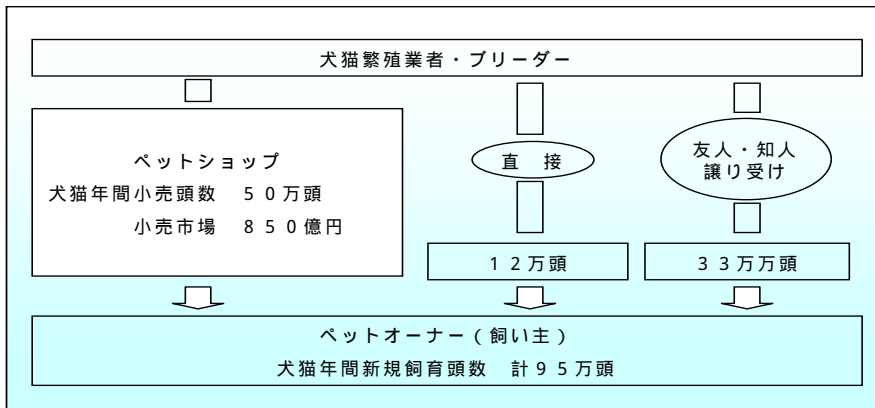 犬猫繁殖業者・ブリーダー
ペットショップ
犬猫年間小売頭数　５０万頭
小売市場　８５０億円
直　接
友人・知人
譲り受け
１２万頭
３３万万頭
ペットオーナー（飼い主）
犬猫年間新規飼育頭数　計９５万頭